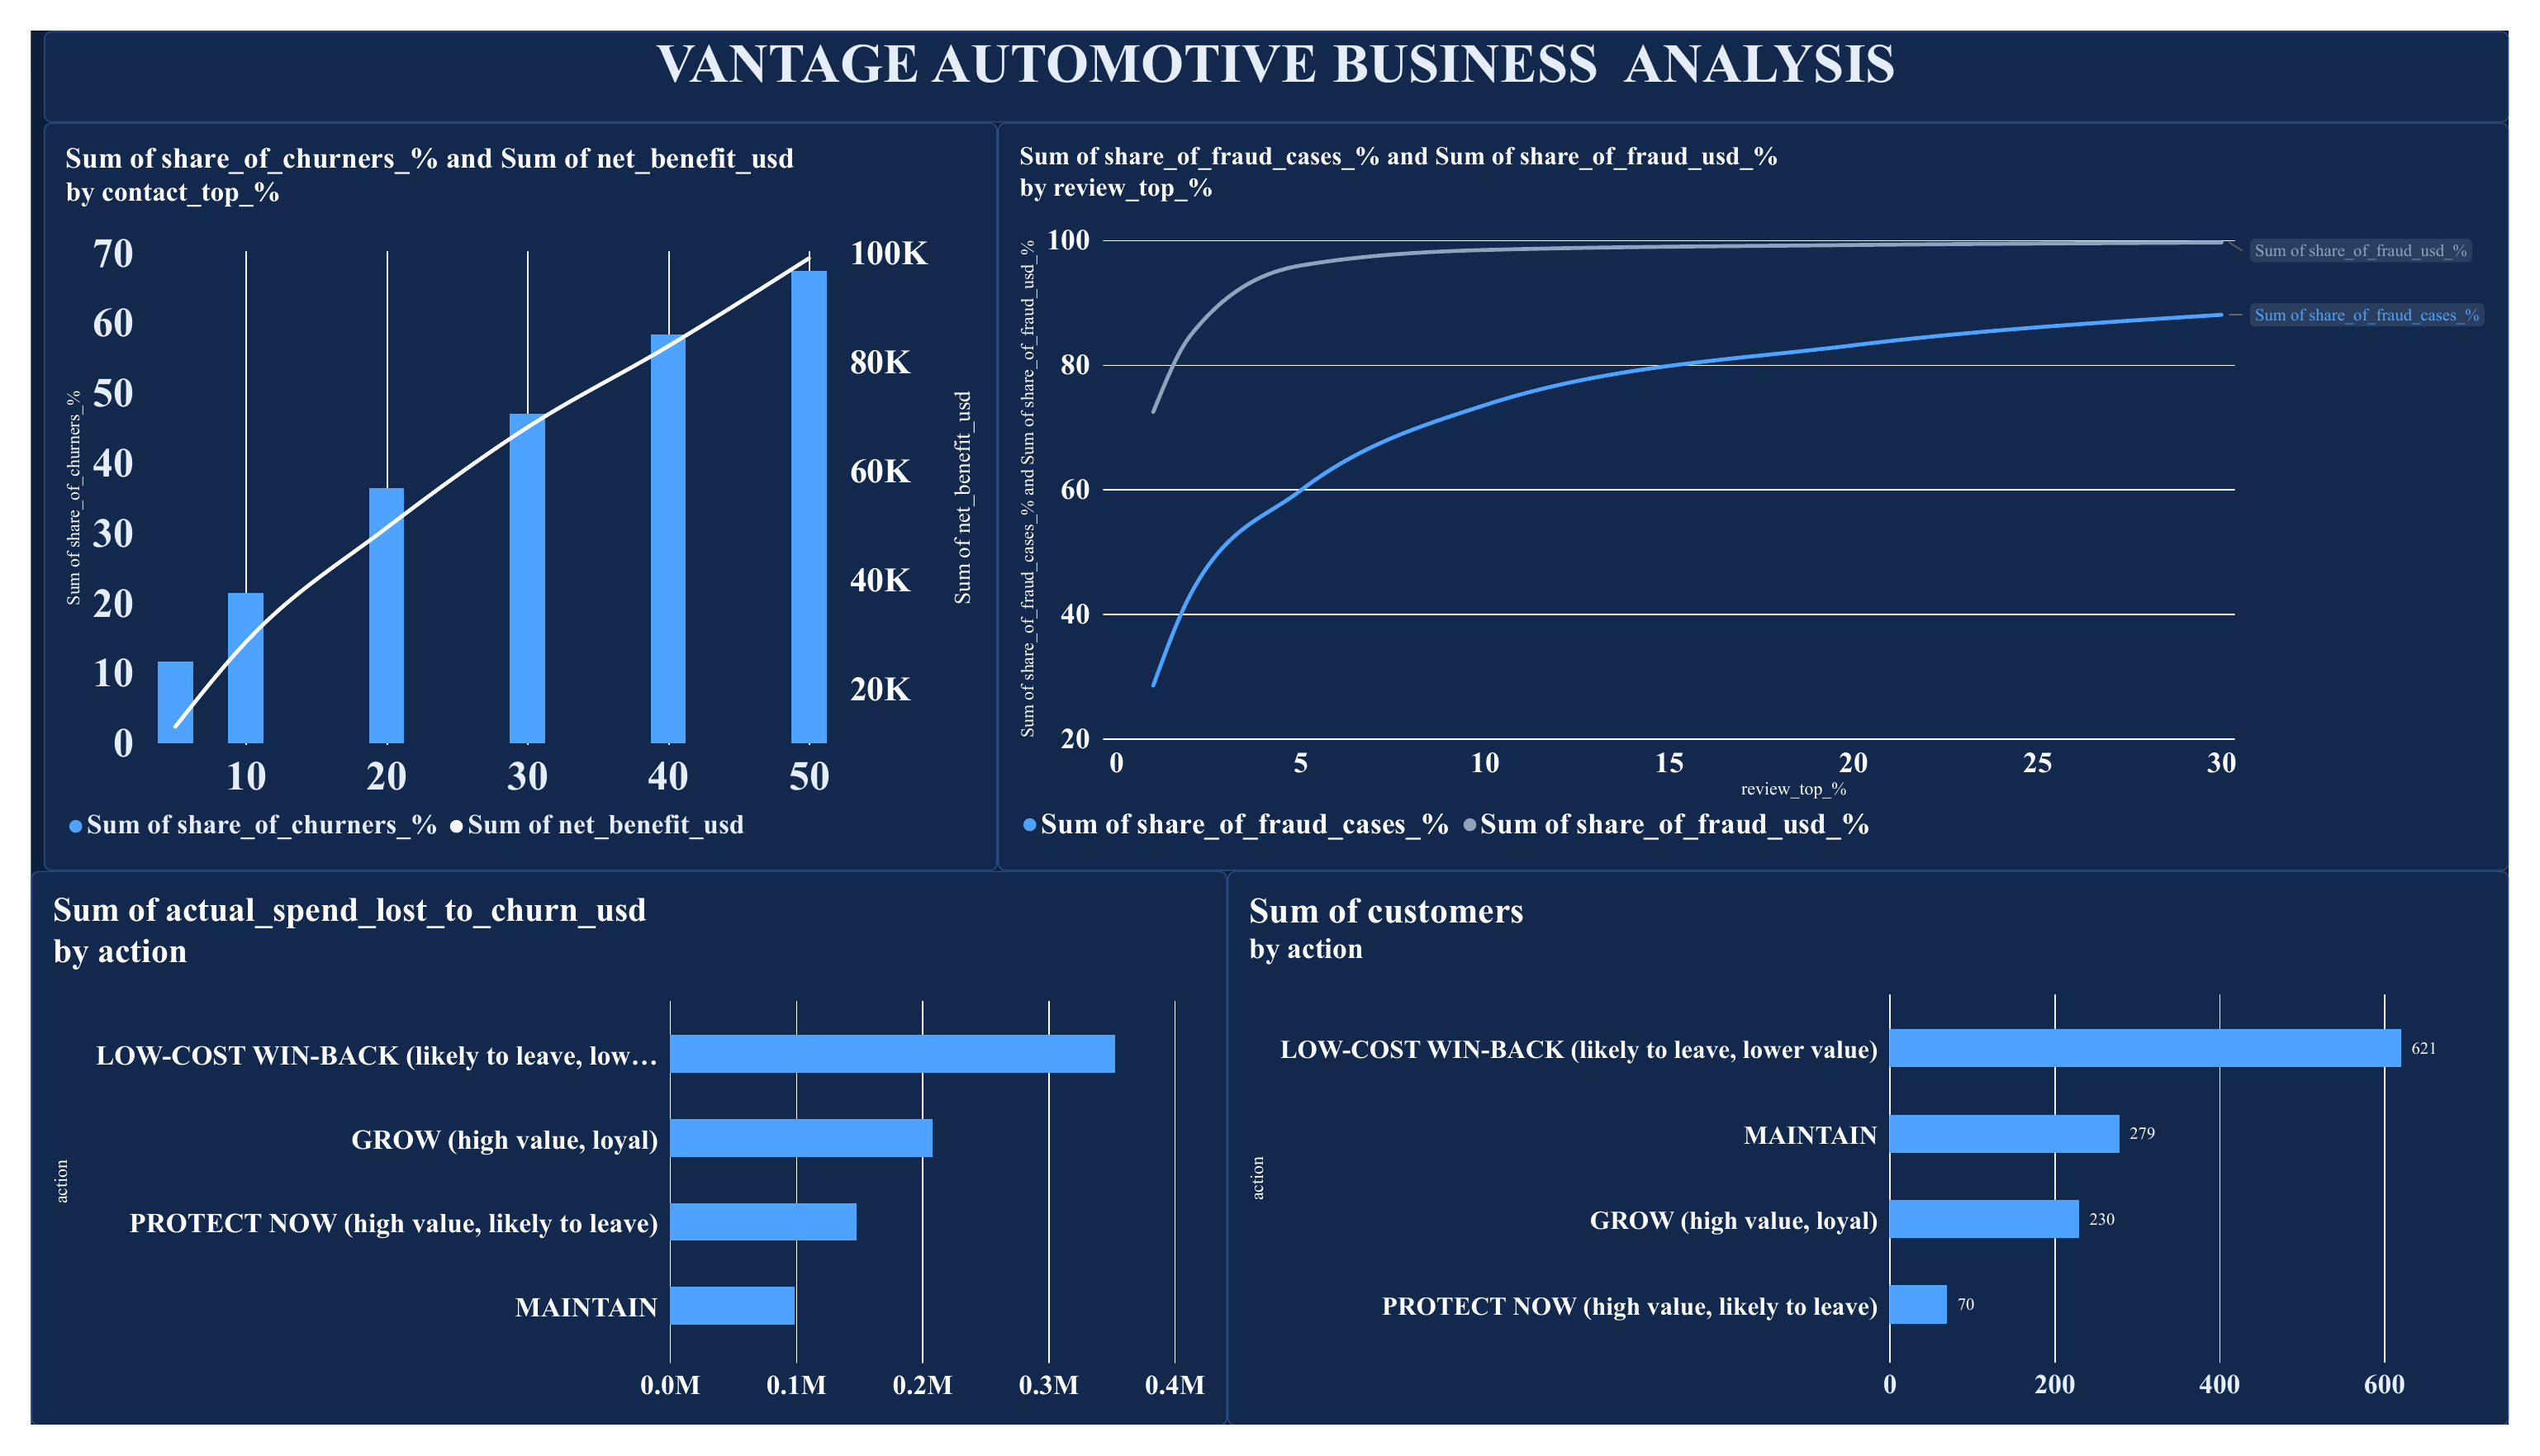 VANTAGE AUTOMOTIVE BUSINESS  ANALYSIS
Sum of share_of_churners_% and Sum of net_benefit_usd
by contact_top_%
70
60
50
40
30
20
10
0
Sum of share_of_churners_%
100K
80K
60K
40K
20K
Sum of net_benefit_usd
10 20 30 40 50
Sum of share_of_churners_% Sum of net_benefit_usd
Sum of share_of_fraud_cases_% and Sum of share_of_fraud_usd_%
by review_top_%
Sum of share_of_fraud_cases_% and Sum of share_of_fraud_usd_%
100
80
60
40
20
Sum of share_of_fraud_usd_%
Sum of share_of_fraud_cases_%
0 5 10 15 20 25 30
review_top_%
Sum of share_of_fraud_cases_% Sum of share_of_fraud_usd_%
Sum of actual_spend_lost_to_churn_usd
by action
action
LOW-COST WIN-BACK (likely to leave, low…
GROW (high value, loyal)
PROTECT NOW (high value, likely to leave)
MAINTAIN
0.0M 0.1M 0.2M 0.3M 0.4M
Sum of customers
by action
action
LOW-COST WIN-BACK (likely to leave, lower value) 621
MAINTAIN 279
GROW (high value, loyal) 230
PROTECT NOW (high value, likely to leave) 70
0 200 400 600